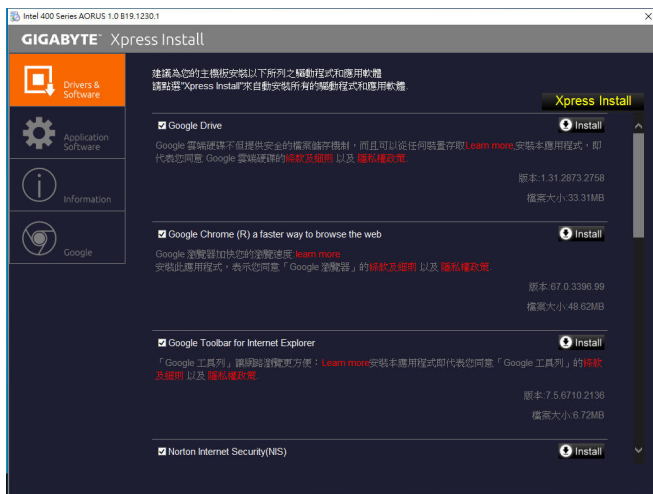 Intel 400 Series AORUS 1.0 B19.1230.1
GIGABYTE™ Xpress Install
Drivers &
Software
Application
Software
Information
Google
建議為您的主機板安裝以下所列之驅動程式和應用軟體
請點選"Xpress Install"來自動安裝所有的驅動程式和應用軟體.
Xpress Install
Google Drive
Install
Google 雲端硬碟不但提供安全的檔案儲存機制，而且可以從任何裝置存取Learn more,安裝本應用程式，即
代表您同意 Google 雲端硬碟的條款及細則 以及 隱私權政策.
版本:1.31.2873.2758
檔案大小:33.31MB
Google Chrome (R) a faster way to browse the web
Install
Google 瀏覽器加快您的瀏覽速度:learn more
安裝此應用程式，表示您同意「Google 瀏覽器」的條款及細則 以及 隱私權政策.
版本:67.0.3396.99
檔案大小:48.62MB
Google Toolbar for Internet Explorer
Install
「Google 工具列」讓網路瀏覽更方便：Learn more安裝本應用程式即代表您同意「Google 工具列」的條款
及細則 以及 隱私權政策.
版本:7.5.6710.2136
檔案大小:6.72MB
Norton Internet Security(NIS)
Install